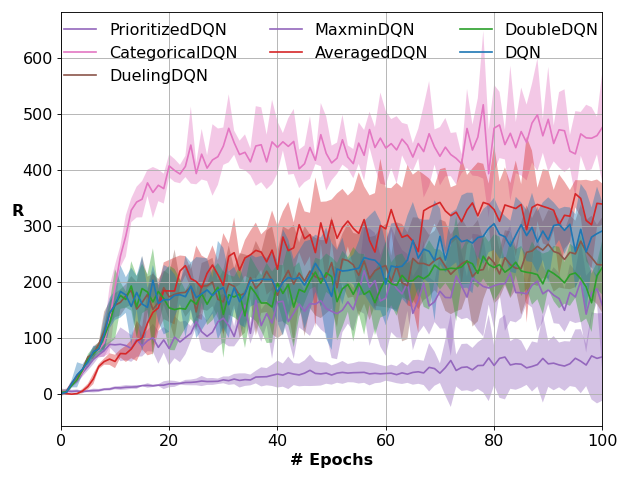 PrioritizedDQN MaxminDQN DoubleDQN
CategoricalDQN AveragedDQN DQN
DuelingDQN
600
500
400
R
300
200
100
0
0 20 40 60 80 100
# Epochs